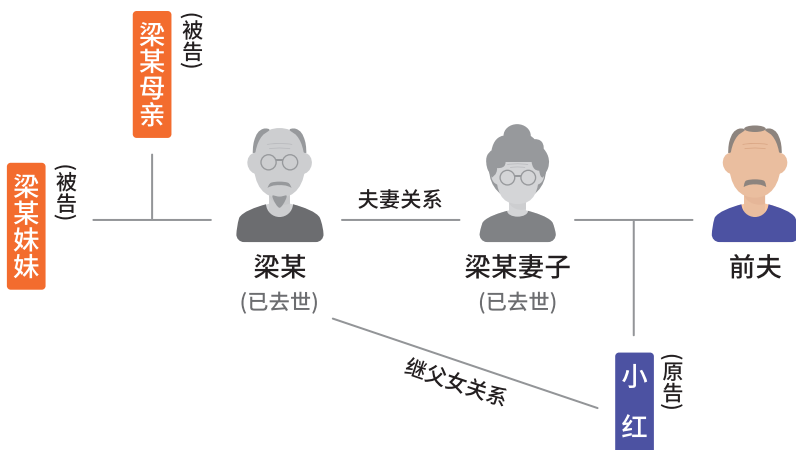 梁某母亲
(被告)
梁某妹妹
(被告)
夫妻关系
梁某
(已去世)
梁某妻子
(已去世)
前夫
继父女关系
小红
(原告)